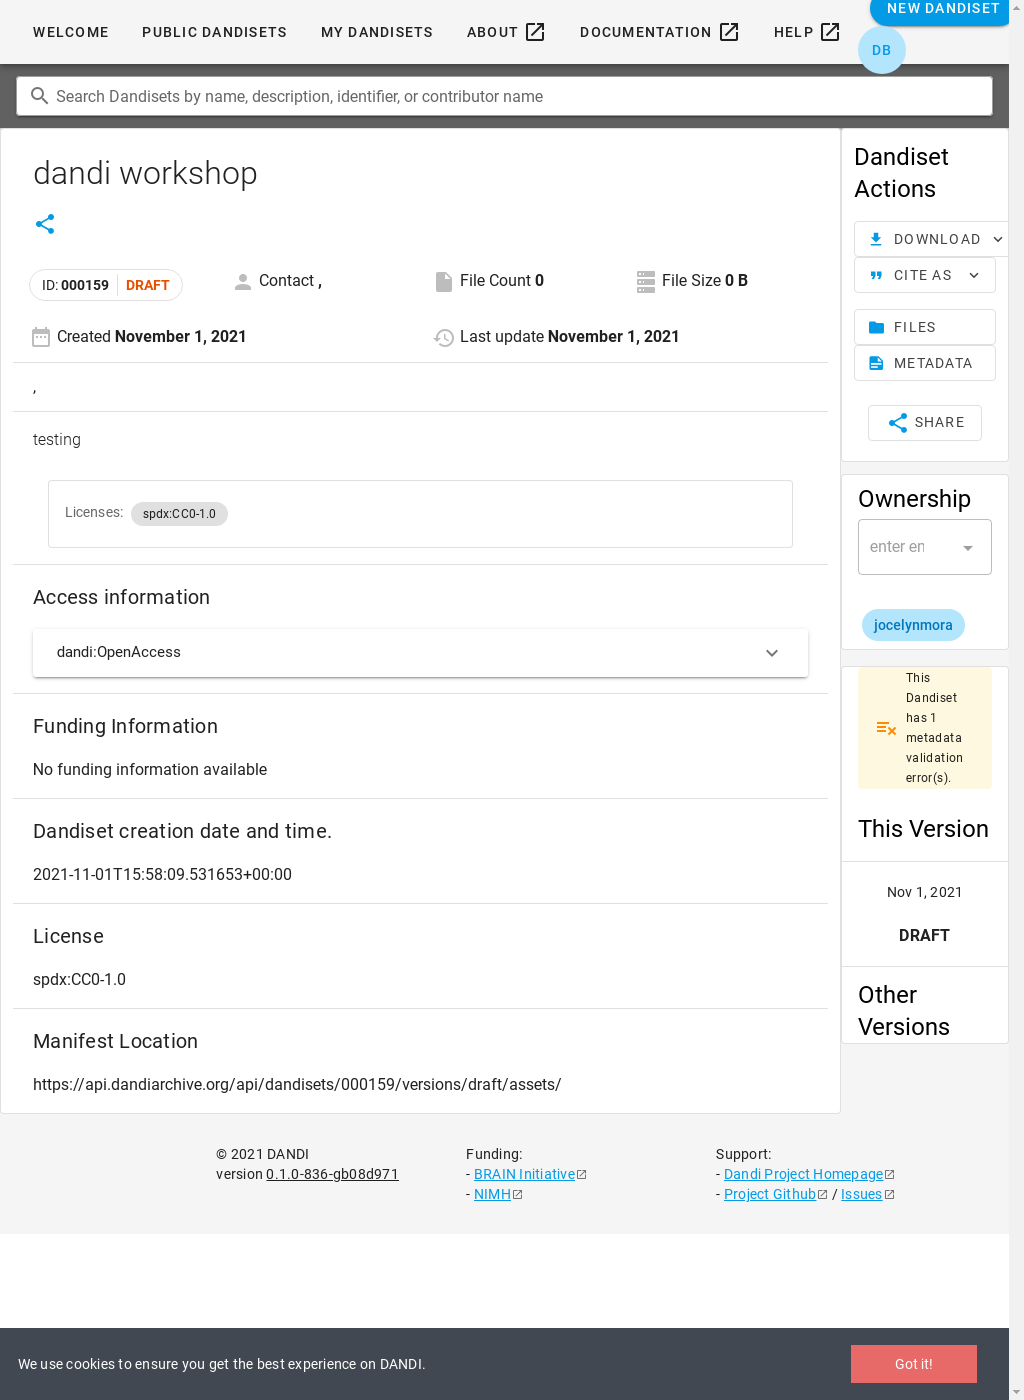 WELCOME PUBLIC DANDISETS MY DANDISETS ABOUT DOCUMENTATION HELP NEW DANDISET
DB
Search Dandisets by name, description, identifier, or contributor name
dandi workshop
ID: 000159 DRAFT
Contact ,
File Count 0
File Size 0 B
Created November 1, 2021
Last update November 1, 2021
,
testing
Licenses: spdx:CC0-1.0
Access information
dandi:OpenAccess
Funding Information
No funding information available
Dandiset creation date and time.
2021-11-01T15:58:09.531653+00:00
License
spdx:CC0-1.0
Manifest Location
https://api.dandiarchive.org/api/dandisets/000159/versions/draft/assets/
Dandiset
Actions
DOWNLOAD
CITE AS
FILES
METADATA
SHARE
Ownership
enter en
jocelynmora
This
Dandiset
has 1
metadata
validation
error(s).
This Version
Nov 1, 2021
DRAFT
Other
Versions
© 2021 DANDI
version 0.1.0-836-gb08d971
Funding:
- BRAIN Initiative
- NIMH
Support:
- Dandi Project Homepage
- Project Github / Issues
We use cookies to ensure you get the best experience on DANDI.
Got it!